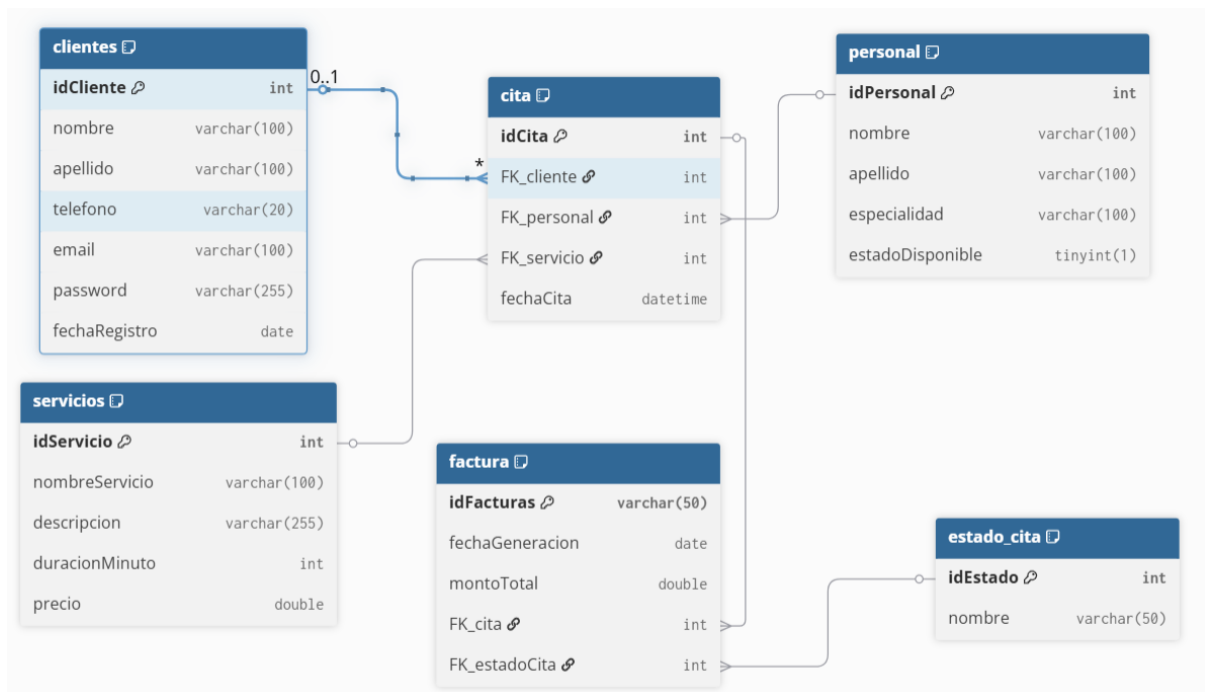 clientes
idCliente int
nombre varchar(100)
apellido varchar(100)
telefono varchar(20)
email varchar(100)
password varchar(255)
fechaRegistro date
0..1
*
cita
idCita int
FK_cliente int
FK_personal int
FK_servicio int
fechaCita datetime
personal
idPersonal int
nombre varchar(100)
apellido varchar(100)
especialidad varchar(100)
estadoDisponible tinyint(1)
servicios
idServicio int
nombreServicio varchar(100)
descripcion varchar(255)
duracionMinuto int
precio double
factura
idFacturas varchar(50)
fechaGeneracion date
montoTotal double
FK_cita int
FK_estadoCita int
estado_cita
idEstado int
nombre varchar(50)